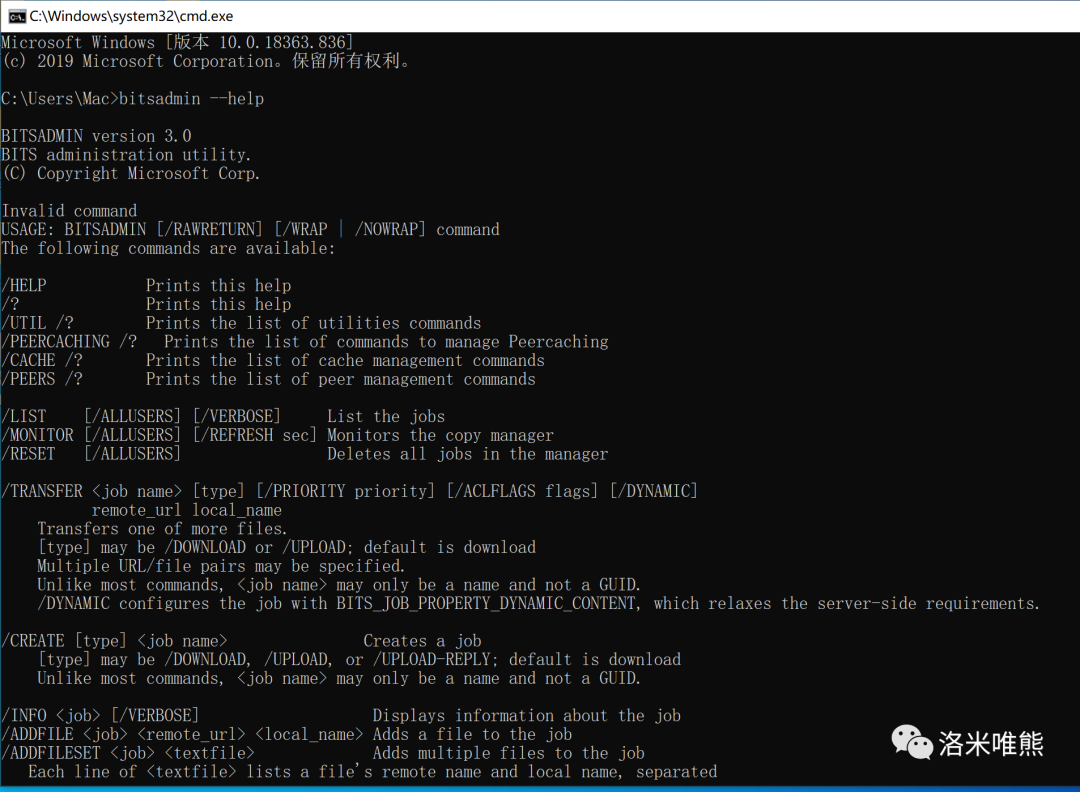 C:\Windows\system32\cmd.exe
Microsoft Windows [版本 10.0.18363.836]
(c) 2019 Microsoft Corporation。保留所有权利。
C:\Users\Mac>bitsadmin --help
BITSADMIN version 3.0
BITS administration utility.
(C) Copyright Microsoft Corp.
Invalid command
USAGE: BITSADMIN [/RAWRETURN] [/WRAP | /NOWRAP] command
The following commands are available:
/HELP Prints this help
/? Prints this help
/UTIL /? Prints the list of utilities commands
/PEERCACHING /? Prints the list of commands to manage Peercaching
/CACHE /? Prints the list of cache management commands
/PEERS /? Prints the list of peer management commands
/LIST [/ALLUSERS] [/VERBOSE] List the jobs
/MONITOR [/ALLUSERS] [/REFRESH sec] Monitors the copy manager
/RESET [/ALLUSERS] Deletes all jobs in the manager
/TRANSFER <job name> [type] [/PRIORITY priority] [/ACLFLAGS flags] [/DYNAMIC]
remote_url local_name
Transfers one of more files.
[type] may be /DOWNLOAD or /UPLOAD; default is download
Multiple URL/file pairs may be specified.
Unlike most commands, <job name> may only be a name and not a GUID.
/DYNAMIC configures the job with BITS_JOB_PROPERTY_DYNAMIC_CONTENT, which relaxes the server-side requirements.
/CREATE [type] <job name> Creates a job
[type] may be /DOWNLOAD, /UPLOAD, or /UPLOAD-REPLY; default is download
Unlike most commands, <job name> may only be a name and not a GUID.
/INFO <job> [/VERBOSE] Displays information about the job
/ADDFILE <job> <remote_url> <local_name> Adds a file to the job
/ADDFILESET <job> <textfile> Adds multiple files to the job
Each line of <textfile> lists a file's remote name and local name, separated
洛米唯熊